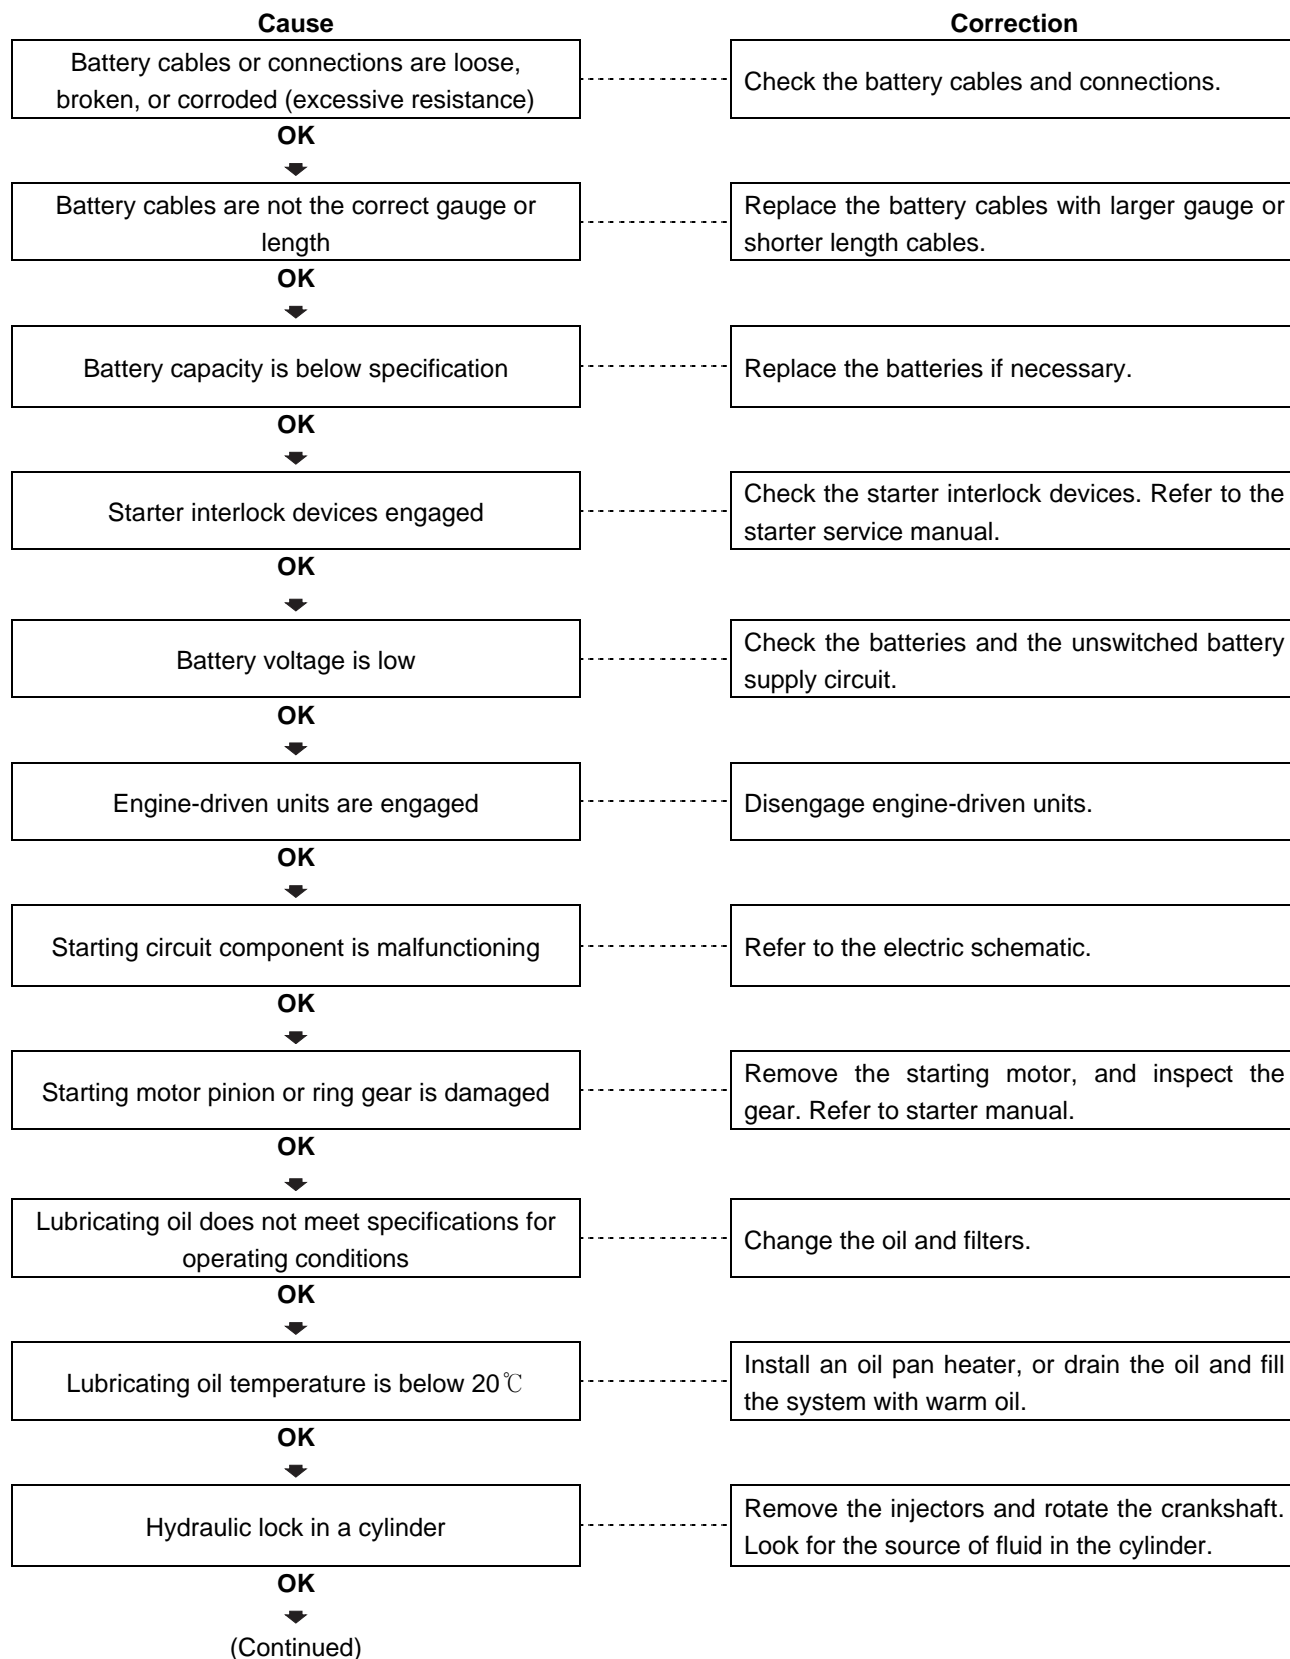 Cause
Correction
Battery cables or connections are loose,
broken, or corroded (excessive resistance)
Check the battery cables and connections.
OK
Battery cables are not the correct gauge or
length
Replace the battery cables with larger gauge or
shorter length cables.
OK
Battery capacity is below specification
Replace the batteries if necessary.
OK
Starter interlock devices engaged
Check the starter interlock devices. Refer to the
starter service manual.
OK
Battery voltage is low
Check the batteries and the unswitched battery
supply circuit.
OK
Engine-driven units are engaged
Disengage engine-driven units.
OK
Starting circuit component is malfunctioning
Refer to the electric schematic.
OK
Starting motor pinion or ring gear is damaged
Remove the starting motor, and inspect the
gear. Refer to starter manual.
OK
Lubricating oil does not meet specifications for
operating conditions
Change the oil and filters.
OK
Lubricating oil temperature is below 20℃
Install an oil pan heater, or drain the oil and fill
the system with warm oil.
OK
Hydraulic lock in a cylinder
Remove the injectors and rotate the crankshaft.
Look for the source of fluid in the cylinder.
OK
(Continued)